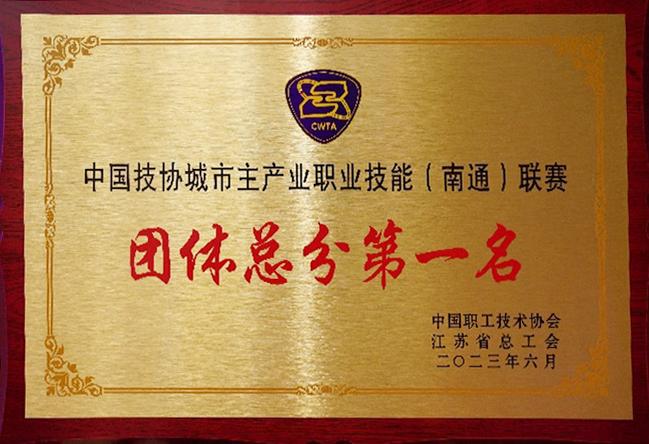 CWTA
中国技协城市主产业职业技能（南通）联赛
团体总分第一名
中国职工技术协会
江苏省总工会
二〇二三年六月